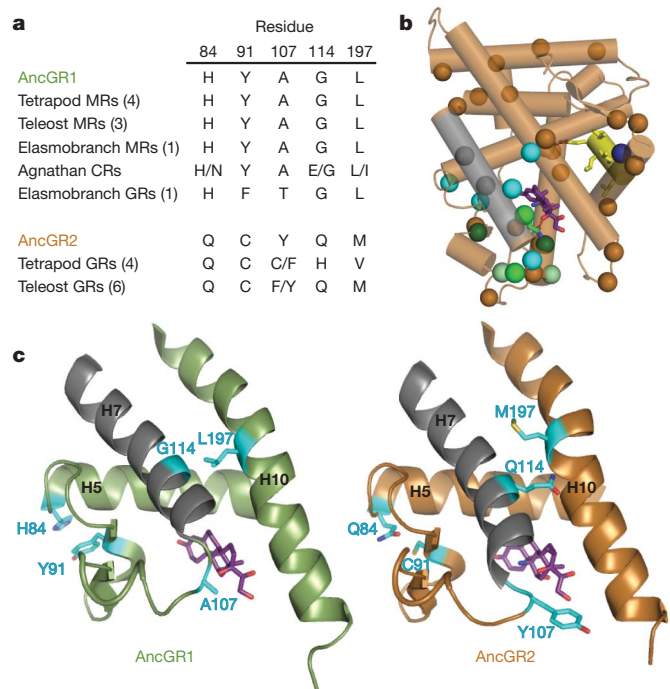 a
Residue
84 91 107 114 197
AncGR1 H Y A G L
Tetrapod MRs (4) H Y A G L
Teleost MRs (3) H Y A G L
Elasmobranch MRs (1) H Y A G L
Agnathan CRs H/N Y A E/G L/I
Elasmobranch GRs (1) H F T G L
AncGR2 Q C Y Q M
Tetrapod GRs (4) Q C C/F H V
Teleost GRs (6) Q C F/Y Q M
b
c
H7
G114
L197
H5
H10
H84
Y91
A107
AncGR1
H7
M197
Q114
H5
H10
Q84
C91
Y107
AncGR2